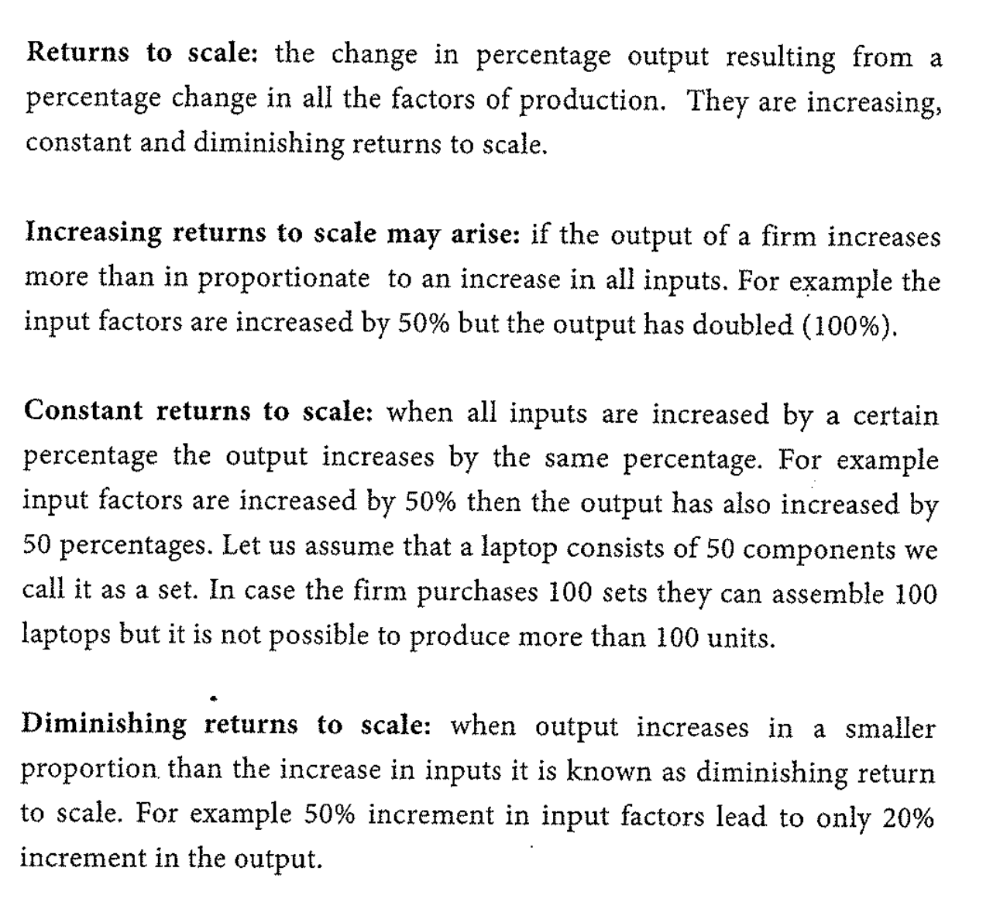 Returns to scale: the change in percentage output resulting from a
percentage change in all the factors of production. They are increasing,
constant and diminishing returns to scale.
Increasing returns to scale may arise: if the output of a firm increases
more than in proportionate to an increase in all inputs. For example the
input factors are increased by 50% but the output has doubled (100%).
Constant returns to scale: when all inputs are increased by a certain
percentage the output increases by the same percentage. For example
input factors are increased by 50% then the output has also increased by
50 percentages. Let us assume that a laptop consists of 50 components we
call it as a set. In case the firm purchases 100 sets they can assemble 100
laptops but it is not possible to produce more than 100 units.
Diminishing returns to scale: when output increases in a smaller
proportion than the increase in inputs it is known as diminishing return
to scale. For example 50% increment in input factors lead to only 20%
increment in the output.